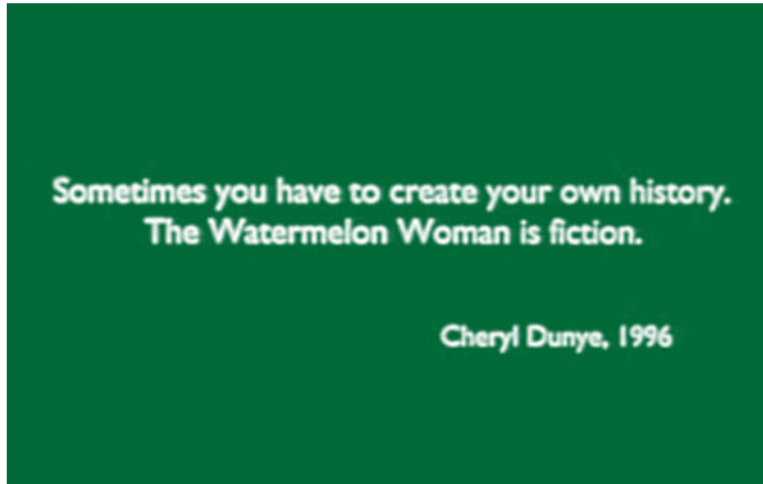 Sometimes you have to create your own history.
The Watermelon Woman is fiction.
Cheryl Dunye, 1996